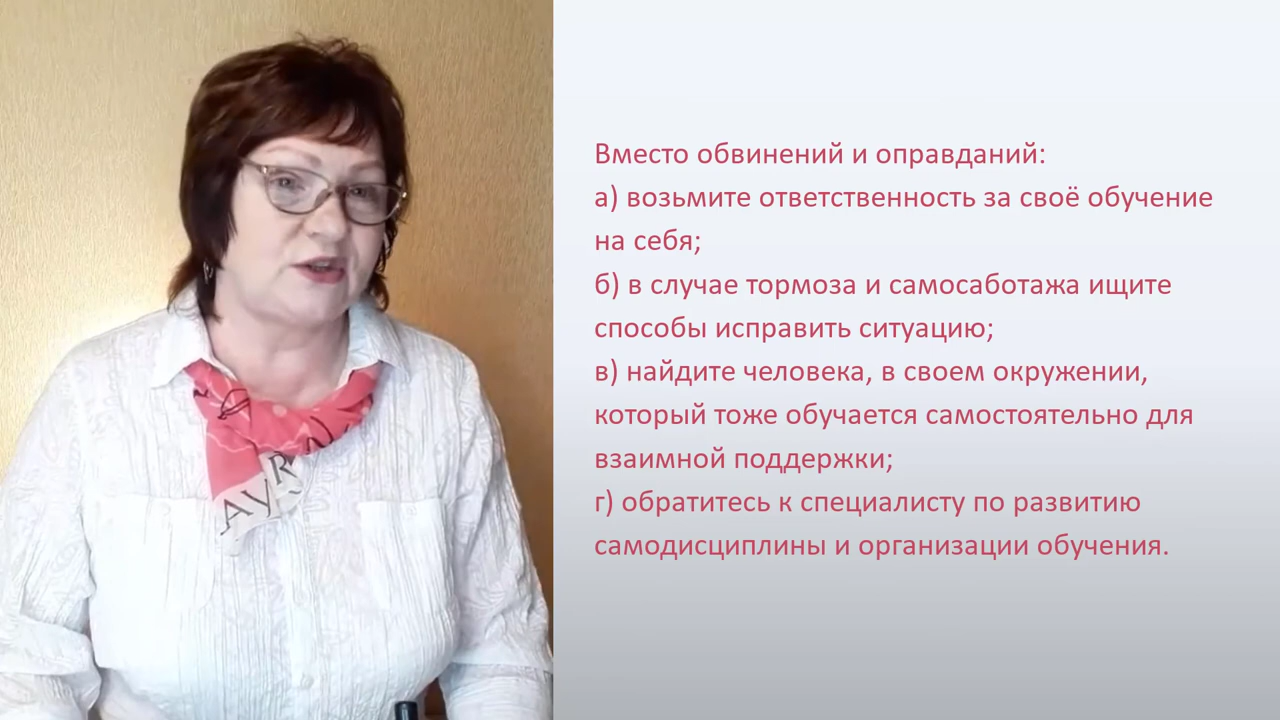 Вместо обвинений и оправданий:
а) возьмите ответственность за своё обучение
на себя;
б) в случае тормоза и самосаботажа ищите
способы исправить ситуацию;
в) найдите человека, в своем окружении,
который тоже обучается самостоятельно для
взаимной поддержки;
г) обратитесь к специалисту по развитию
самодисциплины и организации обучения.